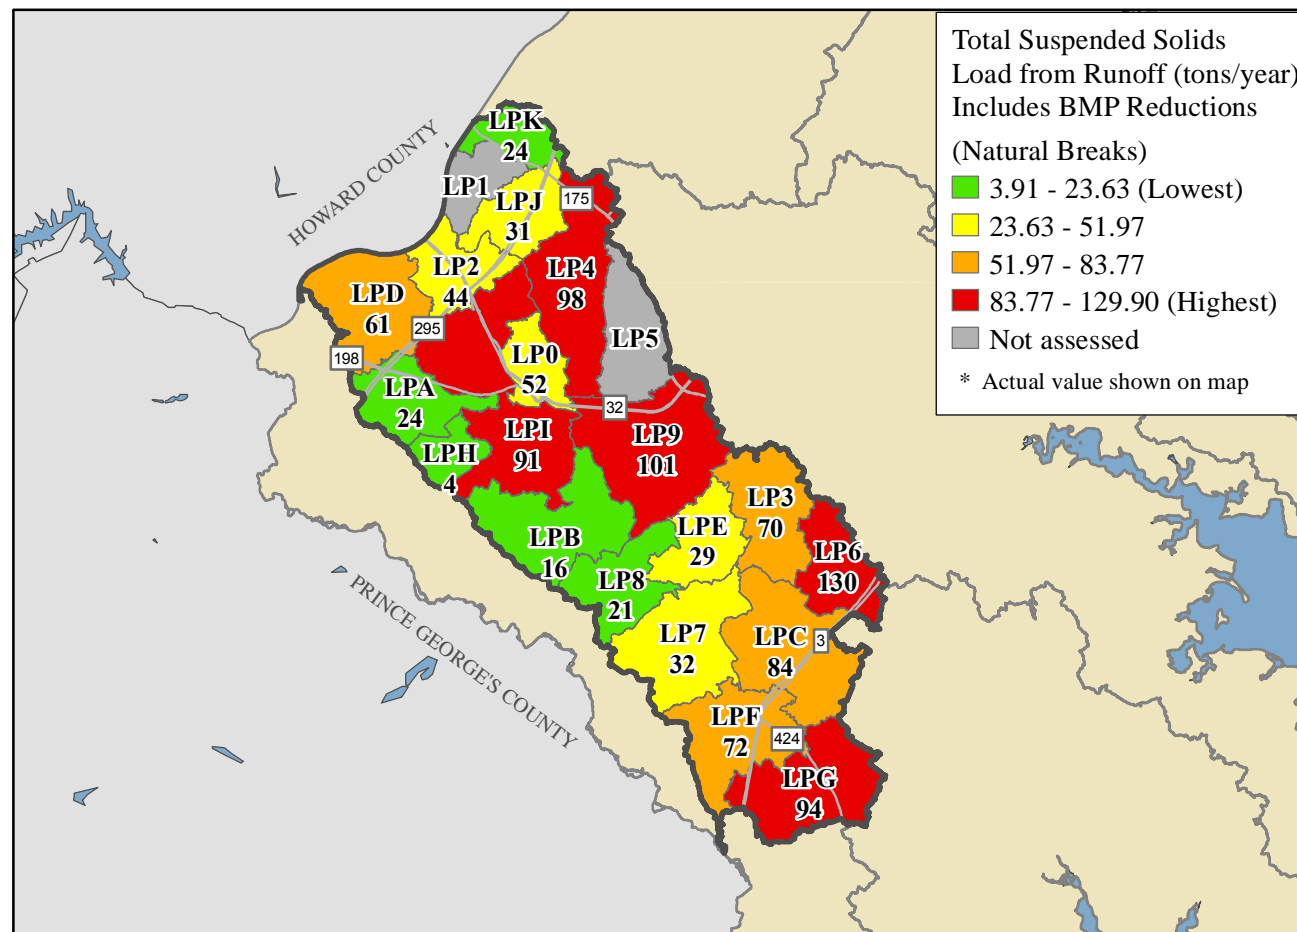 Total Suspended Solids
Load from Runoff (tons/year)
Includes BMP Reductions
(Natural Breaks)
3.91 - 23.63 (Lowest)
23.63 - 51.97
51.97 - 83.77
83.77 - 129.90 (Highest)
Not assessed
* Actual value shown on map
HOWARD COUNTY
PRINCE GEORGE'S COUNTY
LPK
24
LP1
LPJ
31
175
LP2
44
LP4
98
LPD
61
295
LP5
198
LP0
52
LPA
24
32
LPI
91
LP9
101
LPH
4
LP3
70
LPE
29
LPB
16
LP6
130
LP8
21
LP7
32
LPC
84
3
LPF
72
424
LPG
94